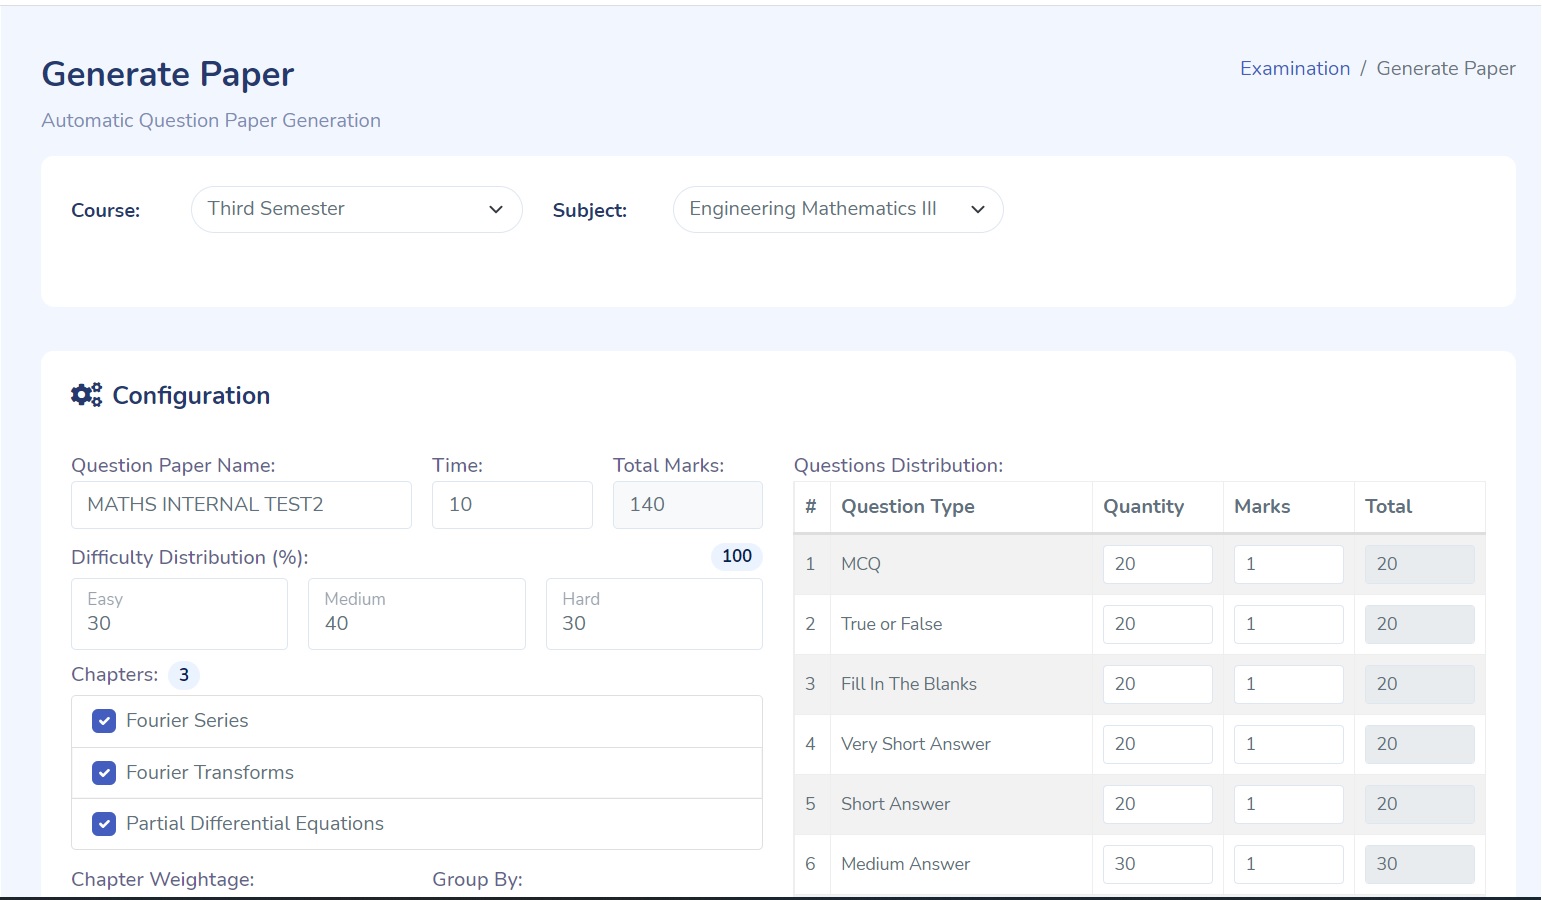 Generate Paper
Examination / Generate Paper
Automatic Question Paper Generation
Course: Third Semester Subject: Engineering Mathematics III
Configuration
Question Paper Name: Time: Total Marks:
MATHS INTERNAL TEST2 10 140
Difficulty Distribution (%): 100
Easy Medium Hard
30 40 30
Chapters: 3
Fourier Series
Fourier Transforms
Partial Differential Equations
Chapter Weightage: Group By:
Questions Distribution:
# Question Type Quantity Marks Total
1 MCQ 20 1 20
2 True or False 20 1 20
3 Fill In The Blanks 20 1 20
4 Very Short Answer 20 1 20
5 Short Answer 20 1 20
6 Medium Answer 30 1 30